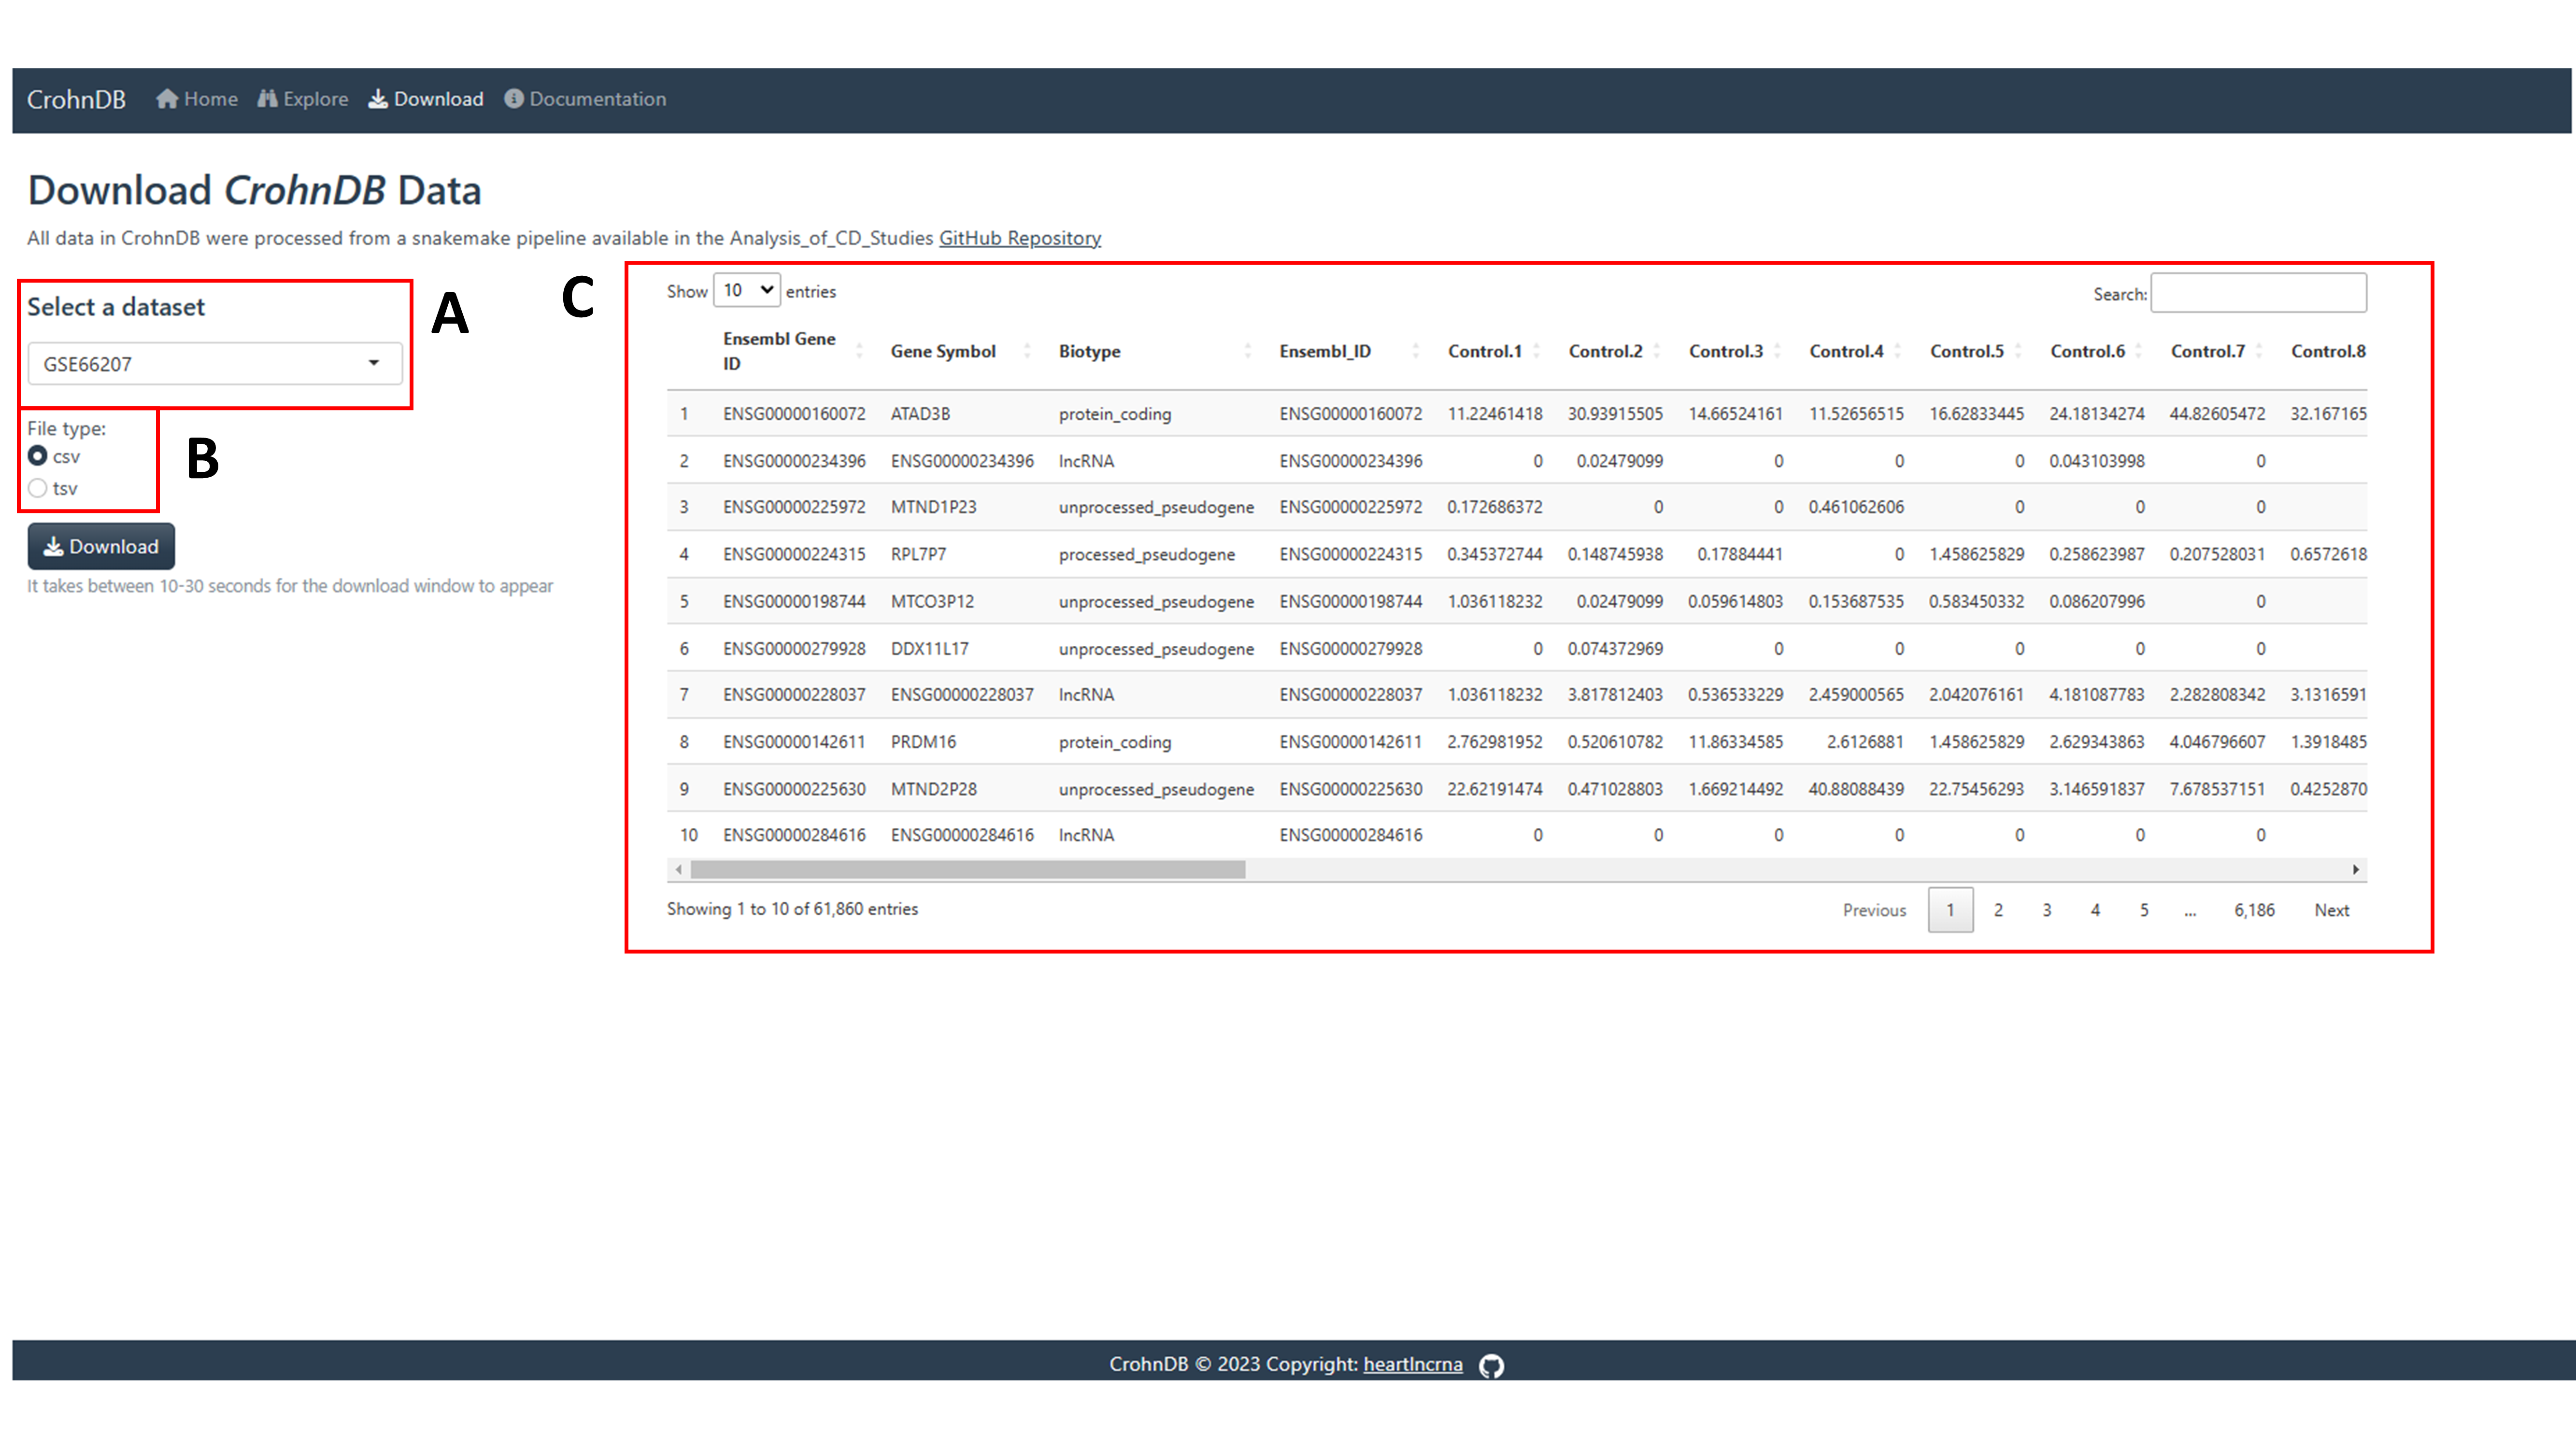 CrohnDB Home Explore Download Documentation
Download CrohnDB Data
All data in CrohnDB were processed from a snakemake pipeline available in the Analysis_of_CD_Studies GitHub Repository
Select a dataset
GSE66207
A
File type:
csv
tsv
B
Download
It takes between 10-30 seconds for the download window to appear
C
Show 10 entries
Search:
Ensembl Gene ID Gene Symbol Biotype Ensembl_ID Control.1 Control.2 Control.3 Control.4 Control.5 Control.6 Control.7 Control.8
1 ENSG00000160072 ATAD3B protein_coding ENSG00000160072 11.22461418 30.93915505 14.66524161 11.52656515 16.62833445 24.18134274 44.82605472 32.167165
2 ENSG00000234396 ENSG00000234396 lncRNA ENSG00000234396 0 0.02479099 0 0 0 0.043103998 0
3 ENSG00000225972 MTND1P23 unprocessed_pseudogene ENSG00000225972 0.172686372 0 0 0.461062606 0 0 0
4 ENSG00000224315 RPL7P7 processed_pseudogene ENSG00000224315 0.345372744 0.148745938 0.17884441 0 1.458625829 0.258623987 0.207528031 0.6572618
5 ENSG00000198744 MTCO3P12 unprocessed_pseudogene ENSG00000198744 1.036118232 0.02479099 0.059614803 0.153687535 0.583450332 0.086207996 0
6 ENSG00000279928 DDX11L17 unprocessed_pseudogene ENSG00000279928 0 0.074372969 0 0 0 0 0
7 ENSG00000228037 ENSG00000228037 lncRNA ENSG00000228037 1.036118232 3.817812403 0.536533229 2.459000565 2.042076161 4.181087783 2.282808342 3.1316591
8 ENSG00000142611 PRDM16 protein_coding ENSG00000142611 2.762981952 0.520610782 11.86334585 2.6126881 1.458625829 2.629343863 4.046796607 1.3918485
9 ENSG00000225630 MTND2P28 unprocessed_pseudogene ENSG00000225630 22.62191474 0.471028803 1.669214492 40.88088439 22.75456293 3.146591837 7.678537151 0.4252870
10 ENSG00000284616 ENSG00000284616 lncRNA ENSG00000284616 0 0 0 0 0 0 0
Showing 1 to 10 of 61,860 entries
Previous 1 2 3 4 5 ... 6,186 Next
CrohnDB © 2023 Copyright: heartlncrna